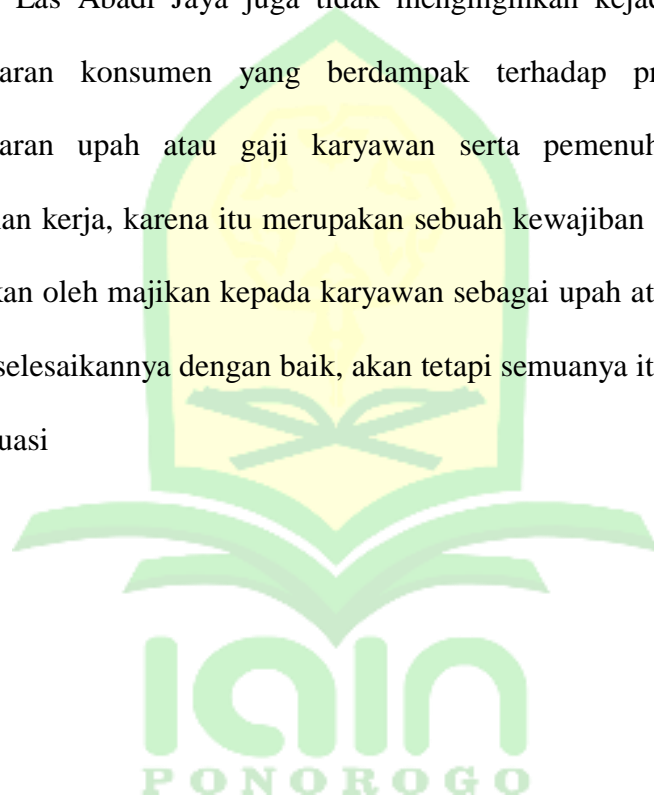 Las Abadi Jaya juga tidak menginginkan kejad
aran konsumen yang berdampak terhadap pr
aran upah atau gaji karyawan serta pemenuh
an kerja, karena itu merupakan sebuah kewajiban
kan oleh majikan kepada karyawan sebagai upah at
selesaikannya dengan baik, akan tetapi semuanya it
uasi
iain
PONOROGO